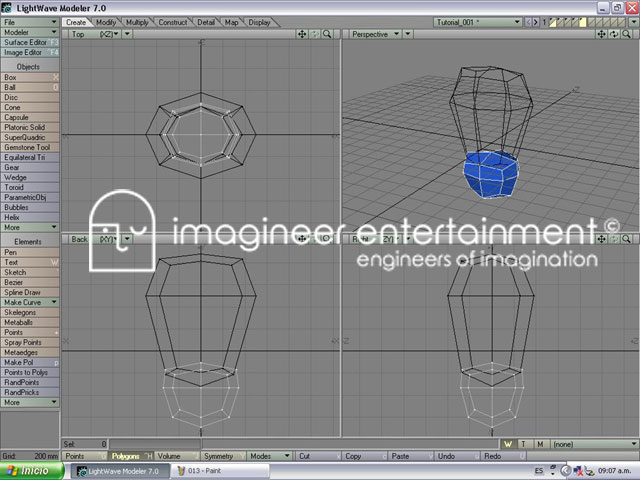 LightWave Modeler 7.0
File
Create
Modify
Multiply
Construct
Detail
Map
Display
Tutorial_001 *
1
Modeler
Surface Editor F5
Image Editor F4
Top (XZ)
Perspective
Objects
Box X
Ball O
Disc
Cone
Capsule
Platonic Solid
SuperQuadric
Gemstone Tool
Equilateral Tri
Gear
Wedge
Toroid
ParametricObj
Bubbles
Helix
More
imagineer entertainment ©
engineers of imagination
Back (XY)
Elements
Pen
Text W
Sketch
Bezier
Spline Draw
Make Curve
Skelegons
Metaballs
Points +
Spray Points
Metaedges
Make Pol p
Points to Polys
RandPoints
RandPricks
More
Sel: 0
W T M (none)
Grid: 200 mm
Points
Polygons ^H
Volume
Symmetry
Modes
Cut
Copy
Paste
Undo
Redo
Inicio
LightWave Modeler 7.0
013 - Paint
ES
09:07 a.m.